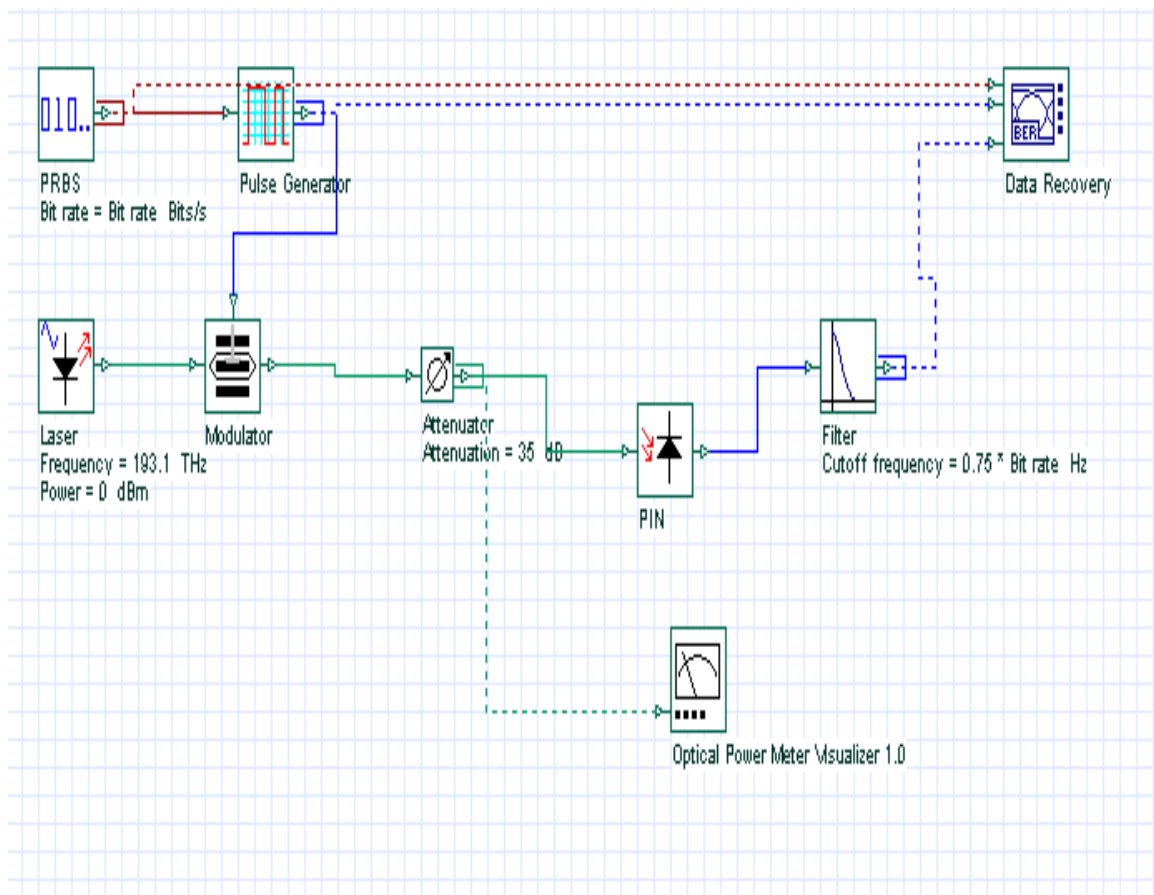 010..
BER
PRBS
Bit rate = Bit rate Bits/s
Pulse Generator
Data Recovery
Laser
Frequency = 193.1 THz
Power = 0 dBm
Modulator
Attenuator
Attenuation = 35 dB
PIN
Filter
Cutoff frequency = 0.75 * Bit rate Hz
Optical Power Meter Visualizer 1.0